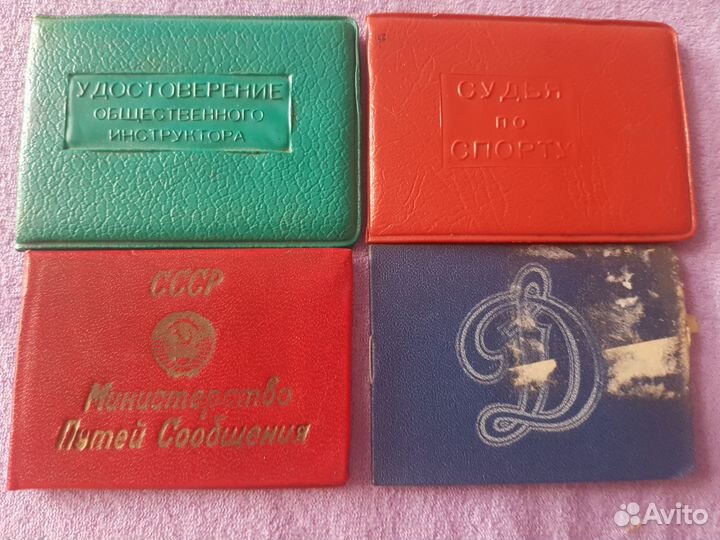 УДОСТОВЕРЕНИЕ
ОБЩЕСТВЕННОГО
ИНСТРУКТОРА
СУДЬЯ
ПО
СПОРТУ
СССР
Министерство
Путей Сообщения
Д
Avito